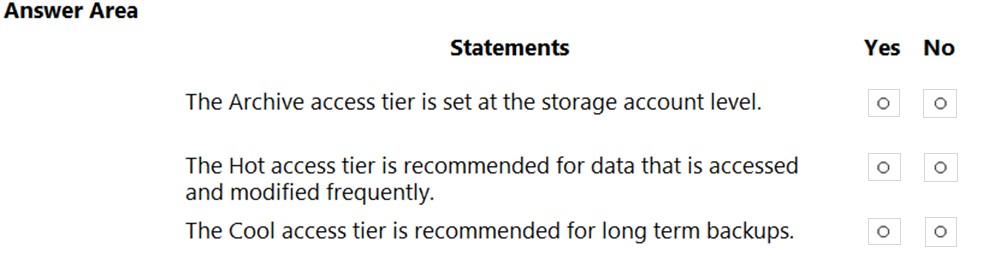 Answer Area
Statements Yes No
The Archive access tier is set at the storage account level.
The Hot access tier is recommended for data that is accessed
and modified frequently.
The Cool access tier is recommended for long term backups.